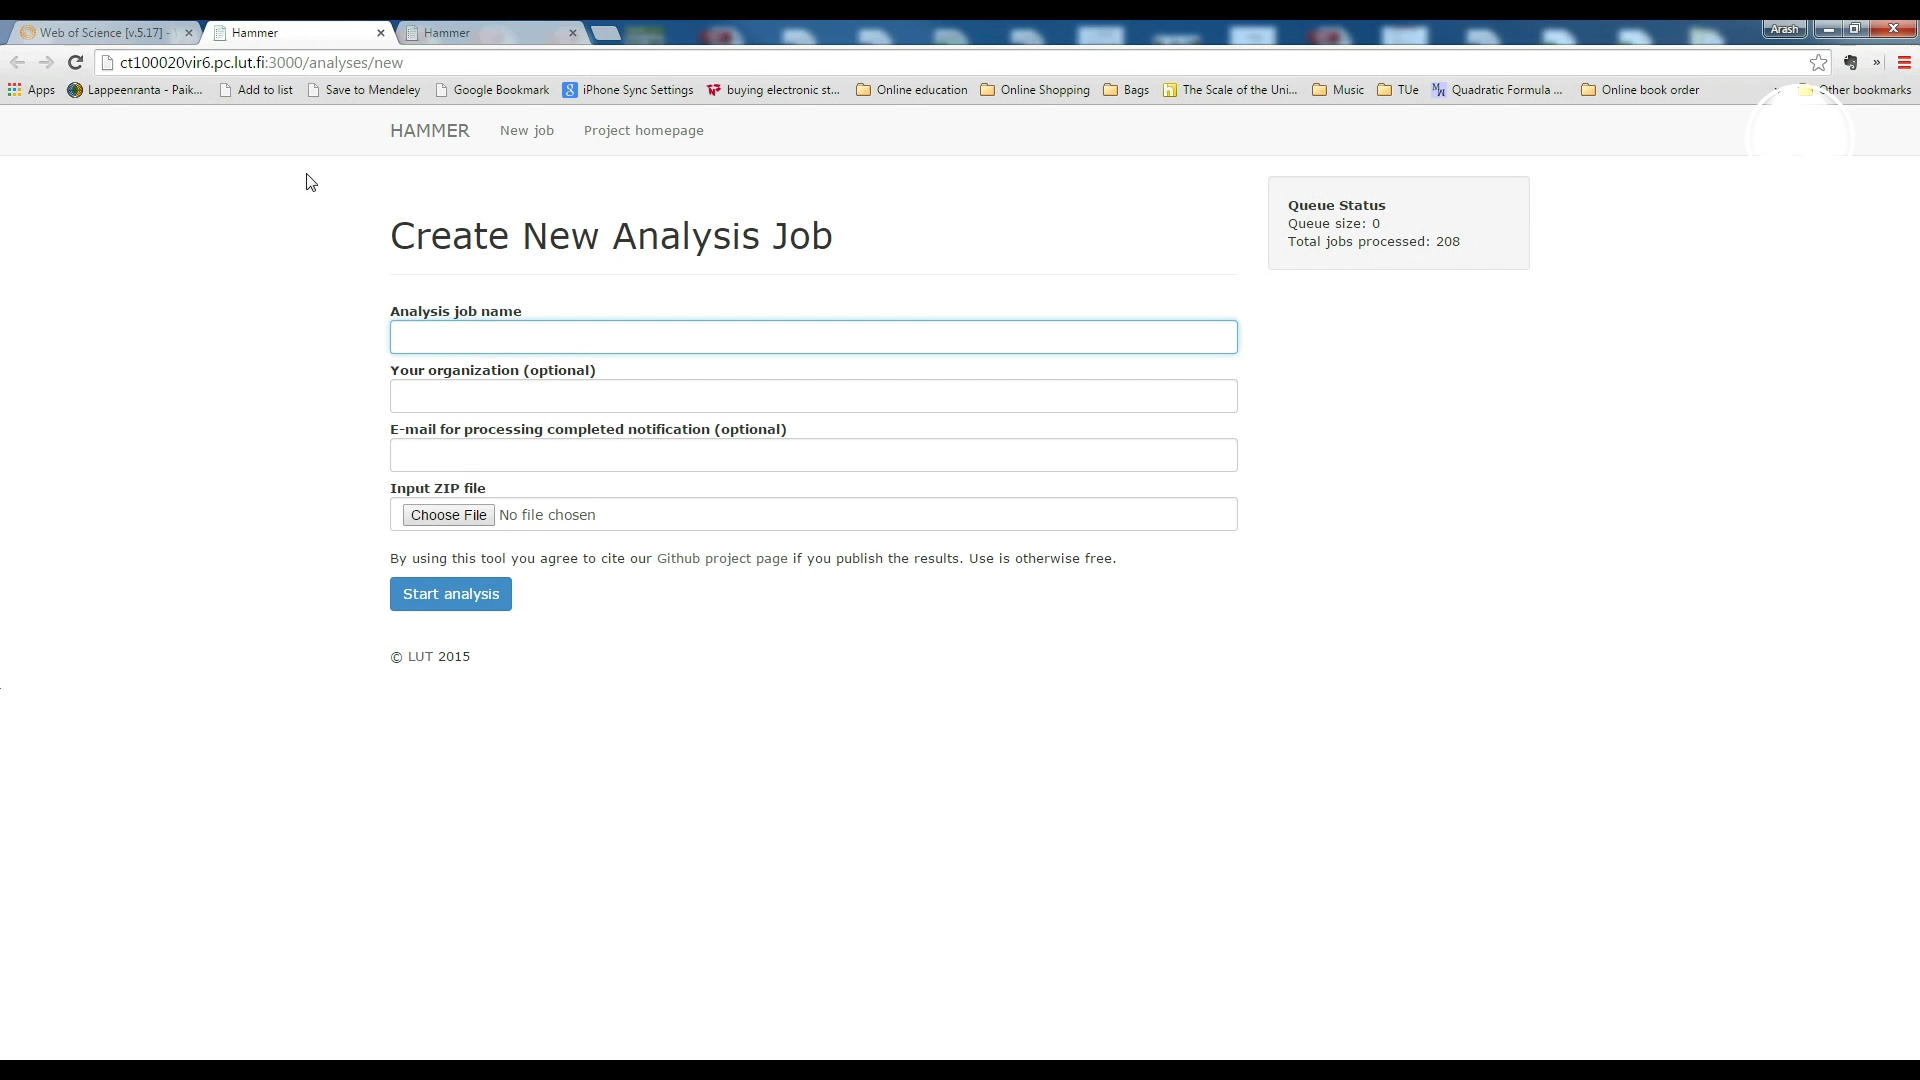 Web of Science [v.5.17] -
Hammer
Hammer
Arash
ct100020vir6.pc.lut.fi:3000/analyses/new
Apps
Lappeenranta - Paik...
Add to list
Save to Mendeley
Google Bookmark
iPhone Sync Settings
buying electronic st...
Online education
Online Shopping
Bags
The Scale of the Uni...
Music
TUe
Quadratic Formula ...
Online book order
Other bookmarks
HAMMER
New job
Project homepage
Create New Analysis Job
Analysis job name
Your organization (optional)
E-mail for processing completed notification (optional)
Input ZIP file
Choose File No file chosen
By using this tool you agree to cite our Github project page if you publish the results. Use is otherwise free.
Start analysis
© LUT 2015
Queue Status
Queue size: 0
Total jobs processed: 208